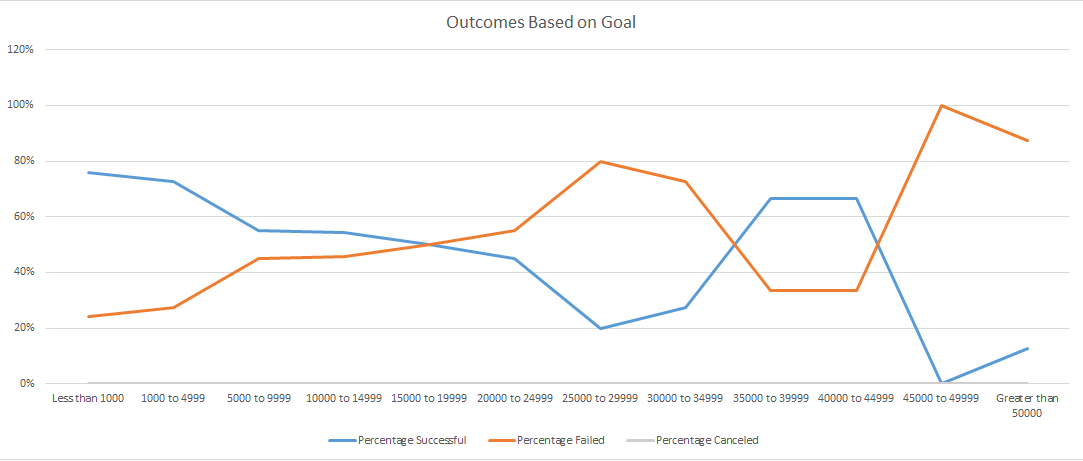 Outcomes Based on Goal
120%
100%
80%
60%
40%
20%
0%
Less than 1000 1000 to 4999 5000 to 9999 10000 to 14999 15000 to 19999 20000 to 24999 25000 to 29999 30000 to 34999 35000 to 39999 40000 to 44999 45000 to 49999 Greater than
50000
Percentage Successful Percentage Failed Percentage Canceled